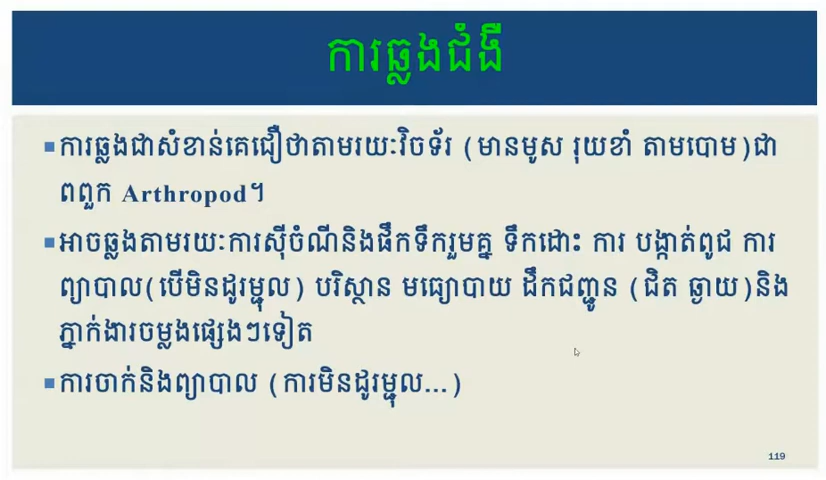 ការឆ្លងជំងឺ
ការឆ្លងជាសំខាន់គេជឿថាតាមរយៈវិចទ័រ (មានមូស រុយខាំ តាមបោម)ជា
ពពួក Arthropod។
អាចឆ្លងតាមរយៈការស៊ីចំណីនិងផឹកទឹករួមគ្នា ទឹកដោះ ការ បង្កាត់ពូជ ការ
ព្យាបាល(បើមិនដូរម្ជុល) បរិស្ថាន មធ្យោបាយ ដឹកជញ្ជូន (ជិត ឆ្ងាយ)និង
ភ្នាក់ងារចម្លងផ្សេងៗទៀត
ការចាក់និងព្យាបាល (ការមិនដូរម្ជុល...)
119